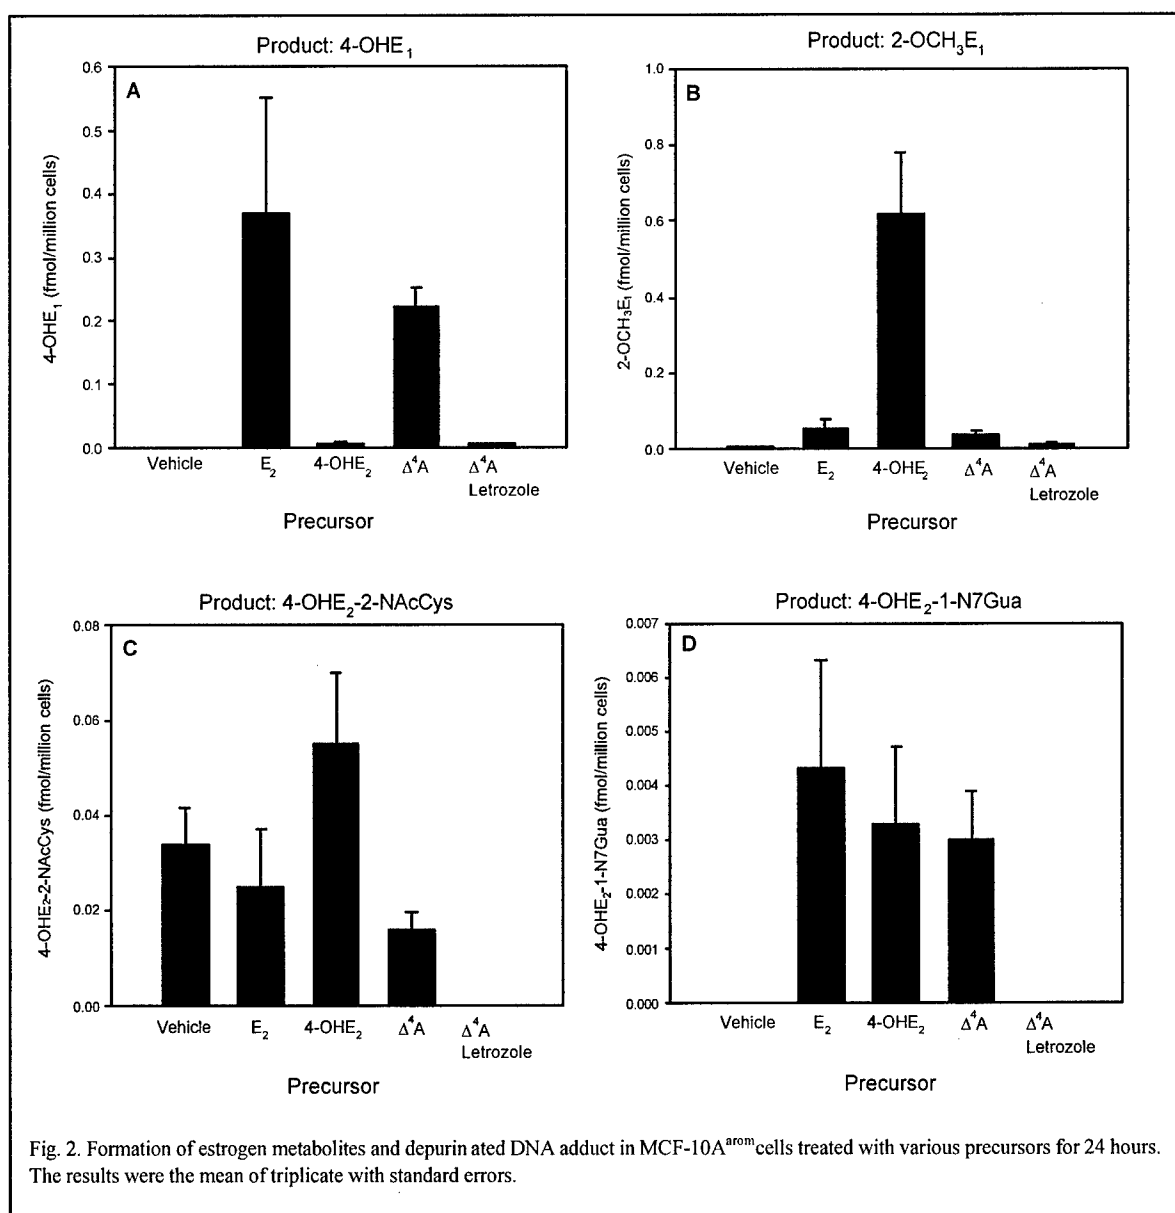 Product: 4-OHE₁
A
0.6
0.5
0.4
0.3
0.2
0.1
0.0
4-OHE₁ (fmol/million cells)
Vehicle
E₂
4-OHE₂
Δ⁴A
Δ⁴A
Letrozole
Precursor
Product: 2-OCH₃E₁
B
1.0
0.8
0.6
0.4
0.2
0.0
2-OCH₃E₁ (fmol/million cells)
Vehicle
E₂
4-OHE₂
Δ⁴A
Δ⁴A
Letrozole
Precursor
Product: 4-OHE₂-2-NAcCys
C
0.08
0.06
0.04
0.02
0.00
4-OHE₂-2-NAcCys (fmol/million cells)
Vehicle
E₂
4-OHE₂
Δ⁴A
Δ⁴A
Letrozole
Precursor
Product: 4-OHE₂-1-N7Gua
D
0.007
0.006
0.005
0.004
0.003
0.002
0.001
0.000
4-OHE₂-1-N7Gua (fmol/million cells)
Vehicle
E₂
4-OHE₂
Δ⁴A
Δ⁴A
Letrozole
Precursor
Fig. 2. Formation of estrogen metabolites and depurin ated DNA adduct in MCF-10Aᵃʳᵒᵐ cells treated with various precursors for 24 hours.
The results were the mean of triplicate with standard errors.